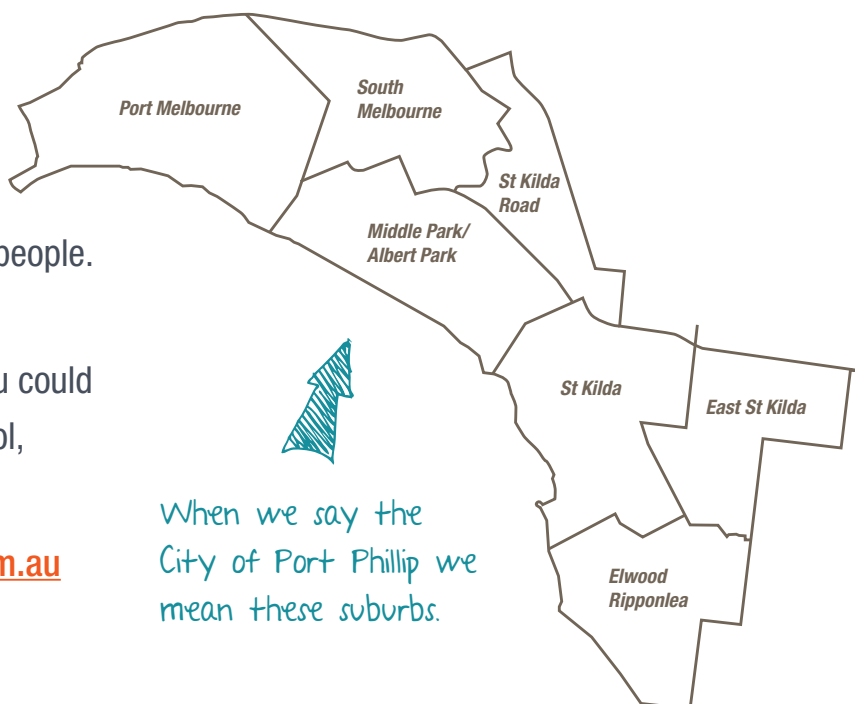 Port Melbourne
South
Melbourne
St Kilda
Road
Middle Park/
Albert Park
people.
could
St Kilda
East St Kilda
When we say the
City of Port Phillip we
mean these suburbs.
m.au
Elwood
Ripponlea